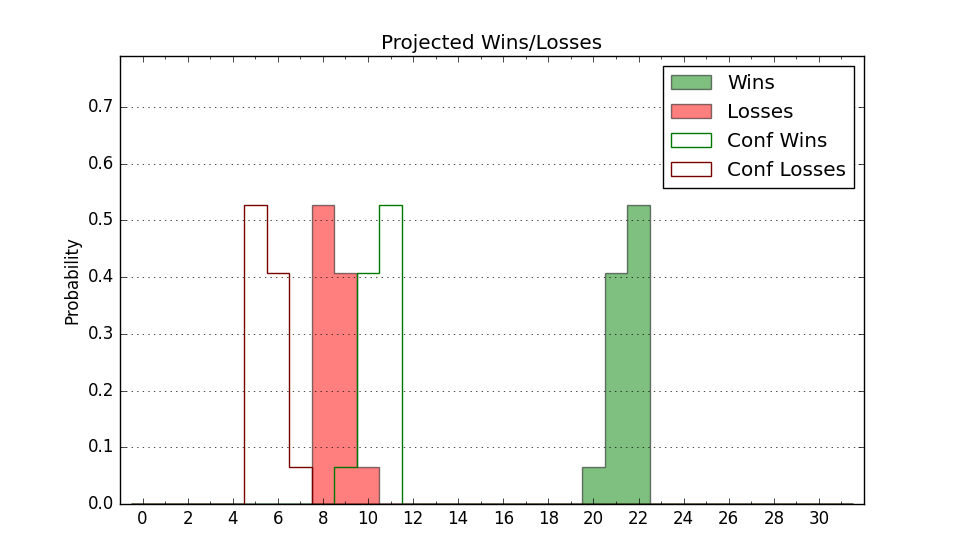 Projected Wins/Losses
Wins
Losses
Conf Wins
Conf Losses
Probability
0.7
0.6
0.5
0.4
0.3
0.2
0.1
0.0
0 2 4 6 8 10 12 14 16 18 20 22 24 26 28 30